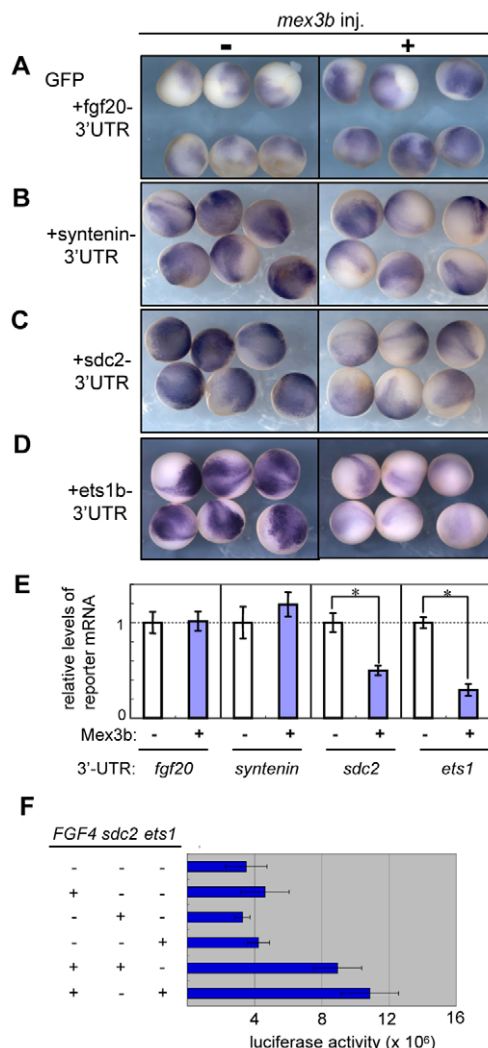 mex3b inj.
- +
A
GFP
+fgf20-
3'UTR
B
+syntenin-
3'UTR
C
+sdc2-
3'UTR
D
+ets1b-
3'UTR
E
relative levels of
reporter mRNA
1
0
* *
Mex3b: - + - + - + - +
3'-UTR: fgf20 syntenin sdc2 ets1
F
FGF4 sdc2 ets1
- - -
+ - -
- + -
- - +
+ + -
+ - +
4 8 12 16
luciferase activity (x 10⁶)